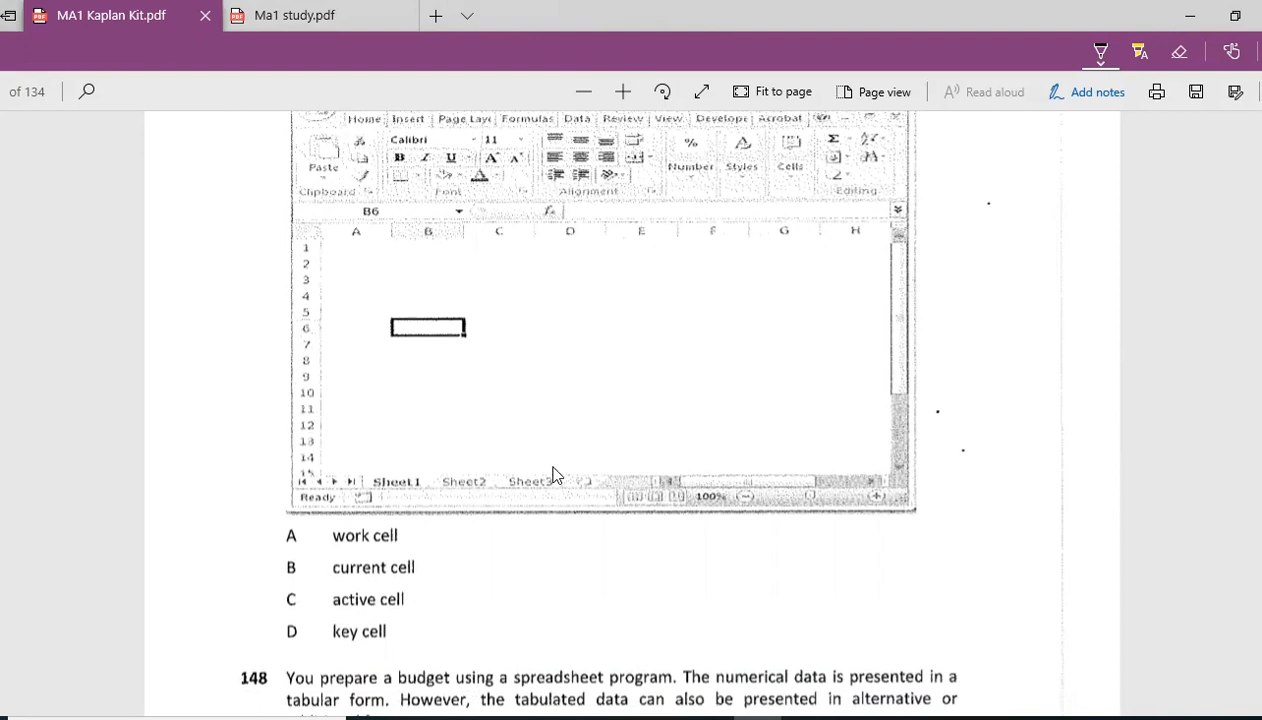 MA1 Kaplan Kit.pdf
Ma1 study.pdf
of 134
Fit to page
Page view
Read aloud
Add notes
Home Insert Page Layo Formulas Data Review View Develope Acrobat
Calibri 11
Paste
B I U A A
A
% Number
Styles
Cells
Σ
Clipboard Font Alignment Editing
B6 fx
A B C D E F G H
1
2
3
4
5
6
7
8
9
10
11
12
13
14
15
Sheet1 Sheet2 Sheet3
Ready 100%
A work cell
B current cell
C active cell
D key cell
148 You prepare a budget using a spreadsheet program. The numerical data is presented in a
tabular form. However, the tabulated data can also be presented in alternative or